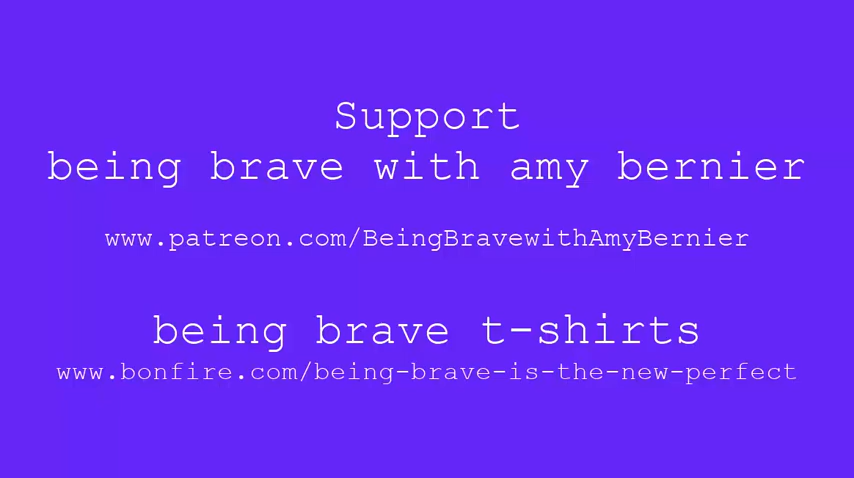 Support
being brave with amy bernier
www.patreon.com/BeingBravewithAmyBernier
being brave t-shirts
www.bonfire.com/being-brave-is-the-new-perfect